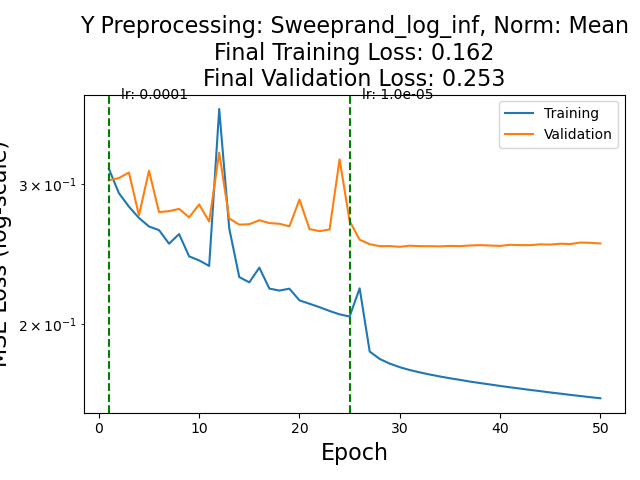 Y Preprocessing: Sweeprand_log_inf, Norm: Mean
Final Training Loss: 0.162
Final Validation Loss: 0.253
lr: 0.0001
lr: 1.0e-05
Training
Validation
3 × 10⁻¹
2 × 10⁻¹
MSE Loss (log-scale)
0 10 20 30 40 50
Epoch